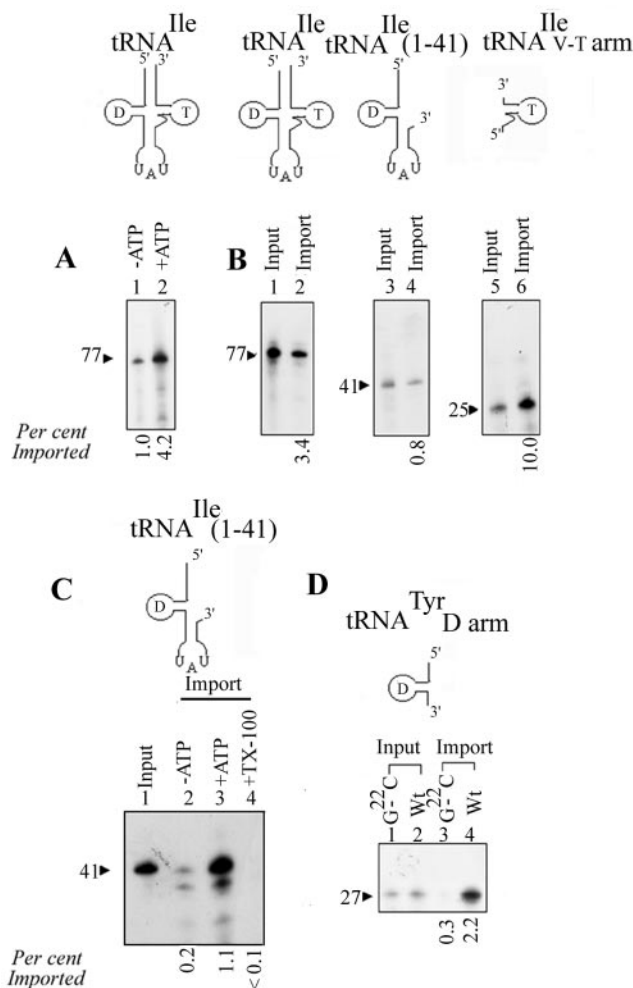 tRNA Ile tRNA Ile tRNA Ile (1-41) tRNA Ile V-T arm
5' 3' 5' 3' 5'
D T D T D 3' 3' T 5'
U A U U A U U A U
A -ATP +ATP B Input Import Input Import Input Import
1 2 1 2 3 4 5 6
77 77 41 25
Per cent Imported 1.0 4.2 3.4 0.8 10.0
tRNA Ile (1-41)
5'
C D 3'
U A U
Import
Input -ATP +ATP +TX-100
1 2 3 4
41
Per cent Imported 0.2 1.1 < 0.1
D tRNA Tyr D arm
5'
D
3'
Input Import
G22-C Wt G22-C Wt
1 2 3 4
27
0.3 2.2